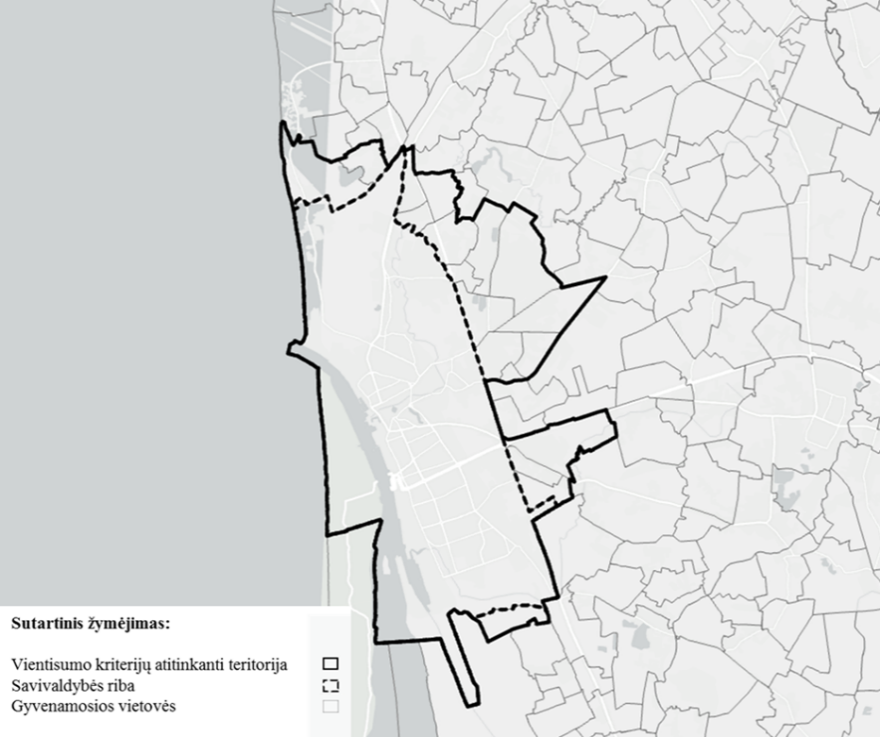 Sutartinis žymėjimas:
Vientisumo kriterijų atitinkanti teritorija
Savivaldybės riba
Gyvenamosios vietovės